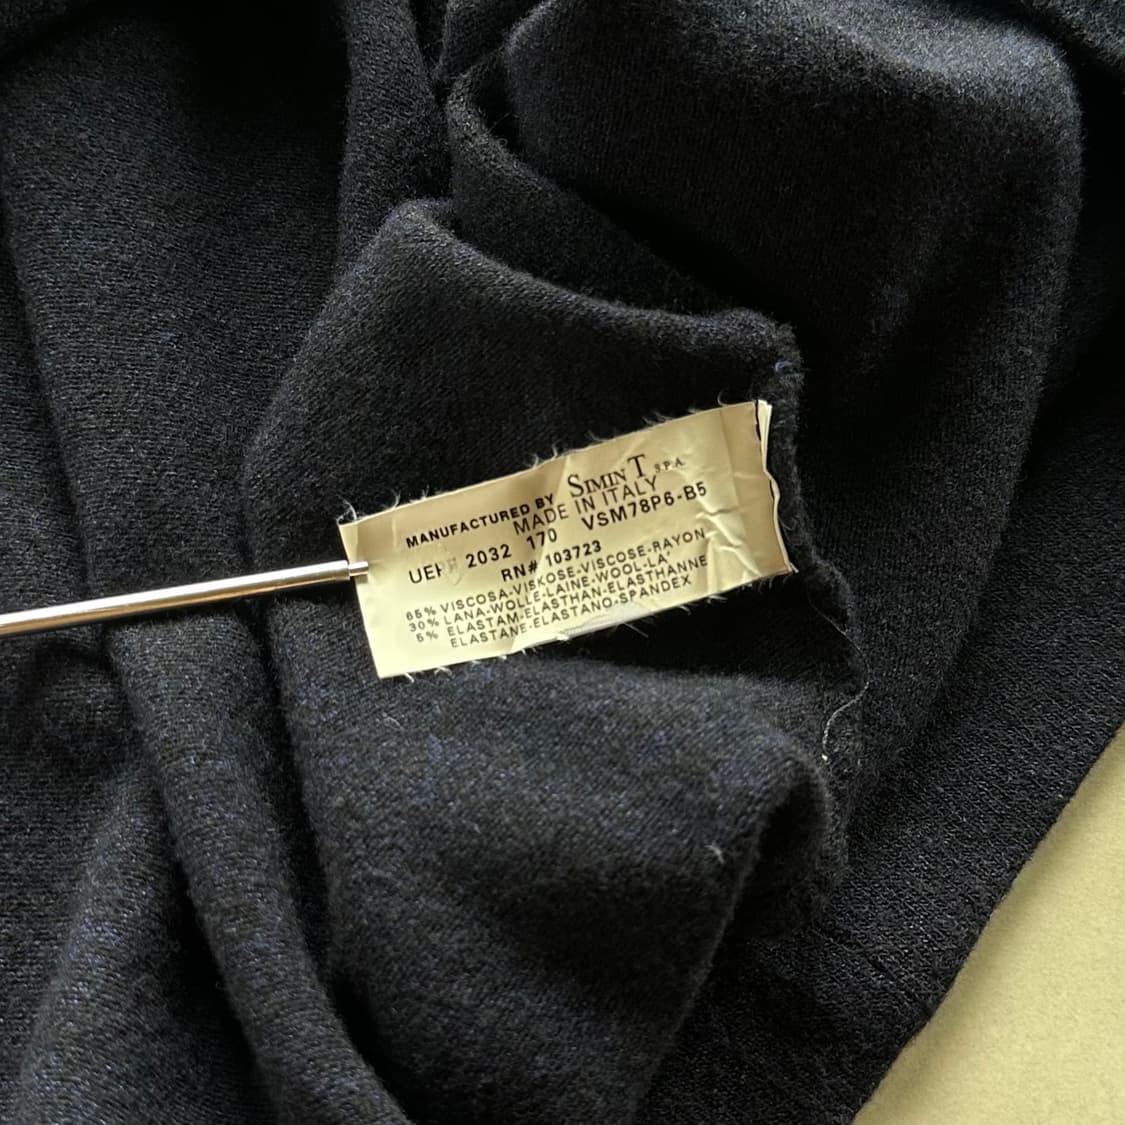 MANUFACTURED BY SIMINT S.P.A.
MADE IN ITALY
2032 170 VSM78P6-B5
RN# 103723
65% VISCOSA-VISKOSE-VISCOSE-RAYON
30% LANA-WOLLE-LAINE-WOOL-LA'
5% ELASTAM-ELASTHAN-ELASTHANNE
ELASTANE-ELASTANO-SPANDEX